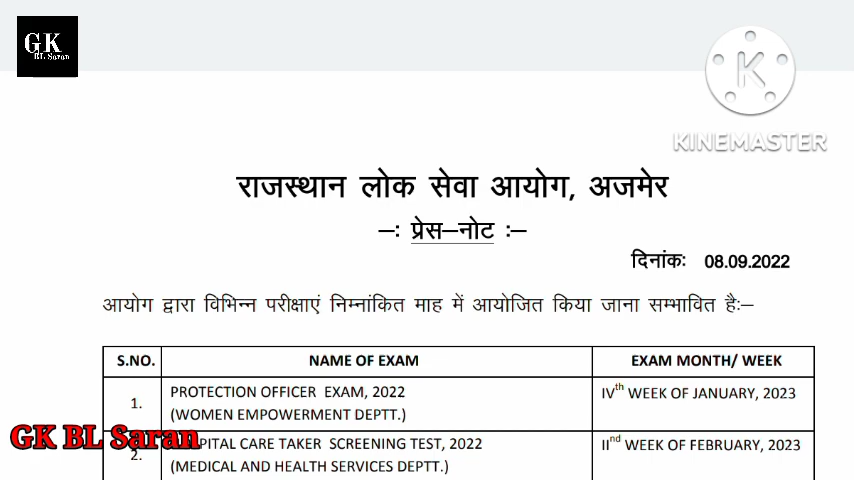 GK
BL Saran
K
KINEMASTER
राजस्थान लोक सेवा आयोग, अजमेर
–: प्रेस–नोट :–
दिनांकः 08.09.2022
आयोग द्वारा विभिन्न परीक्षाएं निम्नांकित माह में आयोजित किया जाना सम्भावित हैः–
S.NO. NAME OF EXAM EXAM MONTH/ WEEK
1. PROTECTION OFFICER EXAM, 2022 IVth WEEK OF JANUARY, 2023
(WOMEN EMPOWERMENT DEPTT.)
GK BL Saran
2. PITAL CARE TAKER SCREENING TEST, 2022 IInd WEEK OF FEBRUARY, 2023
(MEDICAL AND HEALTH SERVICES DEPTT.)